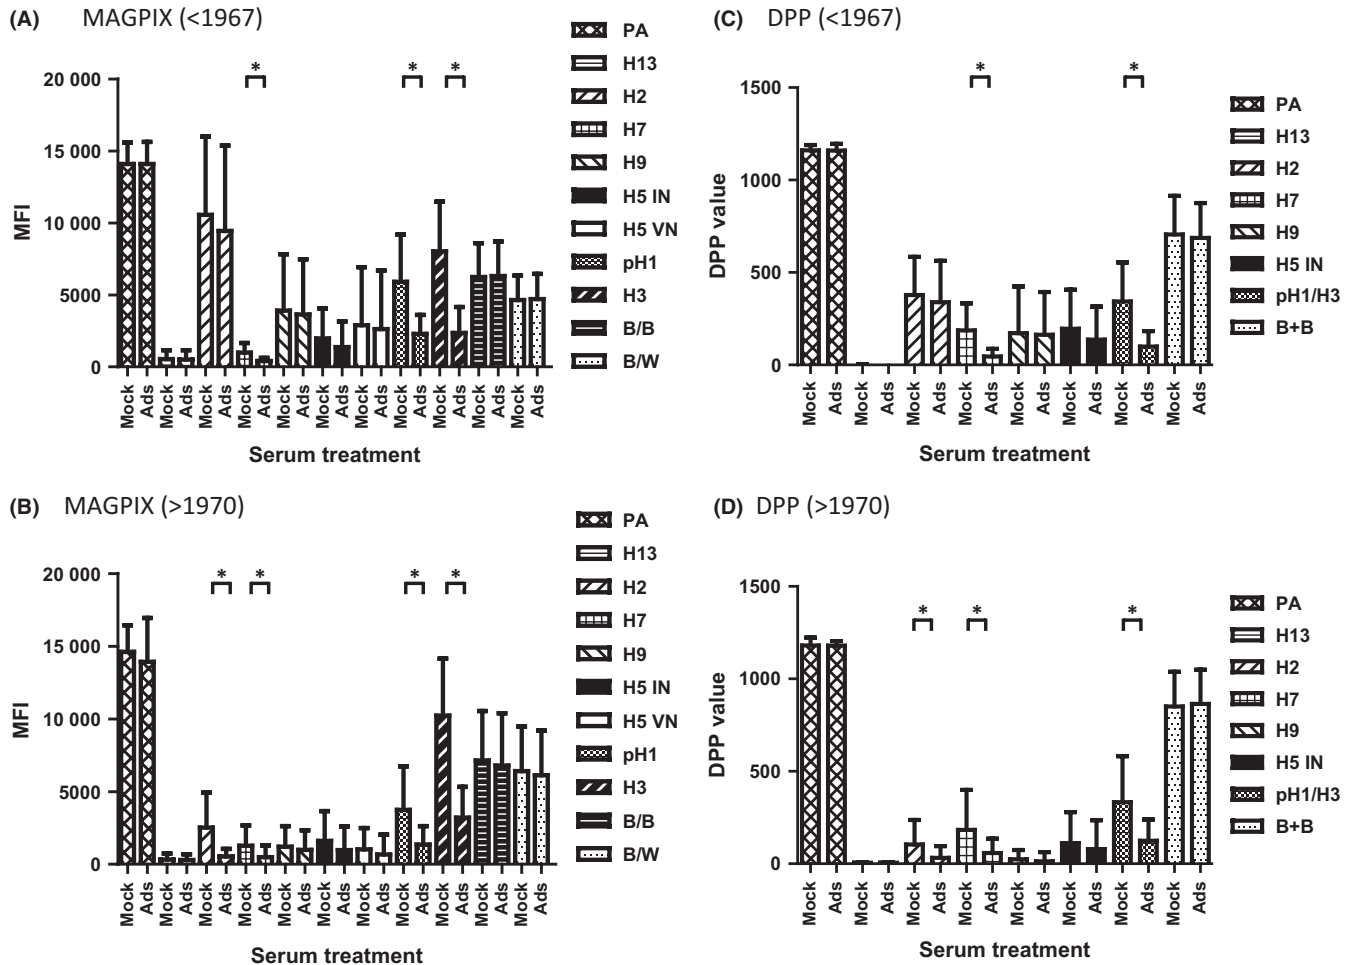 (A) MAGPIX (<1967)
MFI
20 000
15 000
10 000
5000
0
Mock Ads Mock Ads Mock Ads Mock Ads Mock Ads Mock Ads Mock Ads Mock Ads Mock Ads Mock Ads Mock Ads
Serum treatment
* * *
PA
H13
H2
H7
H9
H5 IN
H5 VN
pH1
H3
B/B
B/W
(C) DPP (<1967)
DPP value
1500
1000
500
0
Mock Ads Mock Ads Mock Ads Mock Ads Mock Ads Mock Ads Mock Ads Mock Ads
Serum treatment
* *
PA
H13
H2
H7
H9
H5 IN
pH1/H3
B+B
(B) MAGPIX (>1970)
MFI
20 000
15 000
10 000
5000
0
Mock Ads Mock Ads Mock Ads Mock Ads Mock Ads Mock Ads Mock Ads Mock Ads Mock Ads Mock Ads Mock Ads
Serum treatment
* * * *
PA
H13
H2
H7
H9
H5 IN
H5 VN
pH1
H3
B/B
B/W
(D) DPP (>1970)
DPP value
1500
1000
500
0
Mock Ads Mock Ads Mock Ads Mock Ads Mock Ads Mock Ads Mock Ads Mock Ads
Serum treatment
* * *
PA
H13
H2
H7
H9
H5 IN
pH1/H3
B+B